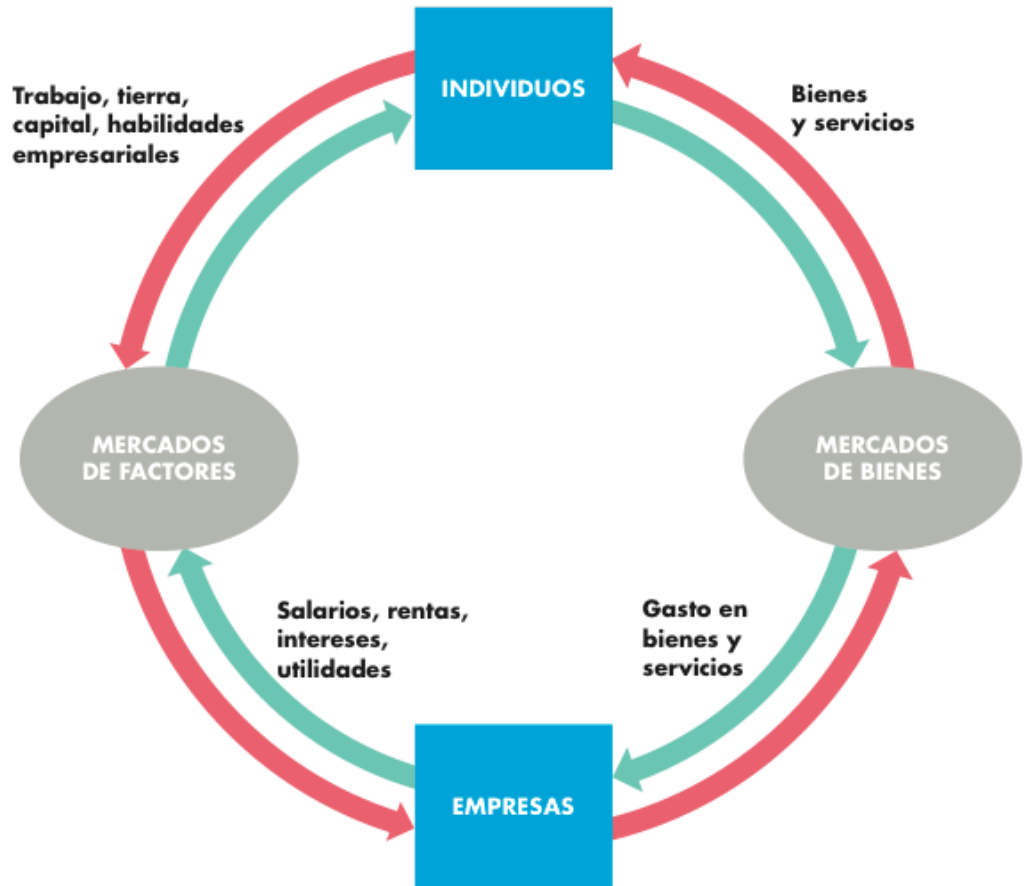 INDIVIDUOS
Trabajo, tierra,
capital, habilidades
empresariales
Bienes
y servicios
MERCADOS
DE FACTORES
MERCADOS
DE BIENES
Salarios, rentas,
intereses,
utilidades
Gasto en
bienes y
servicios
EMPRESAS